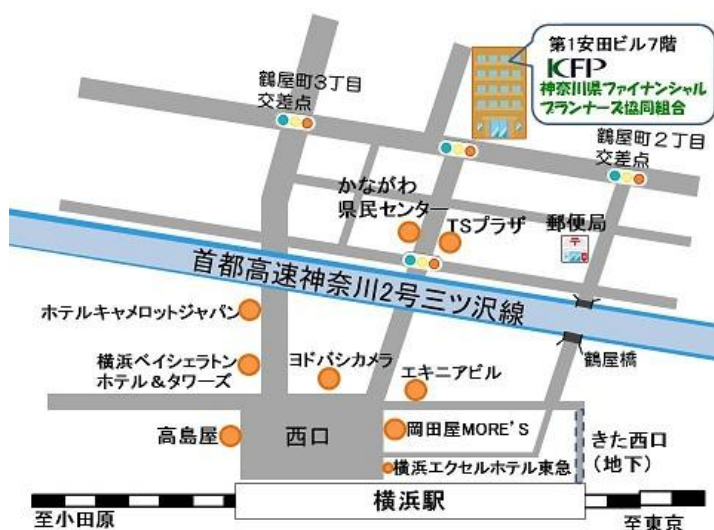 第1安田ビル7階
KFP
神奈川県ファイナンシャル
プランナーズ協同組合
鶴屋町3丁目
交差点
鶴屋町2丁目
交差点
かながわ
県民センター
TSプラザ
郵便局
〒
首都高速神奈川2号三ツ沢線
ホテルキャメロットジャパン
横浜ベイシェラトン
ホテル&タワーズ
ヨドバシカメラ
エキニアビル
鶴屋橋
高島屋
西口
岡田屋MORE'S
きた西口
(地下)
横浜エクセルホテル東急
横浜駅
至小田原
至東京